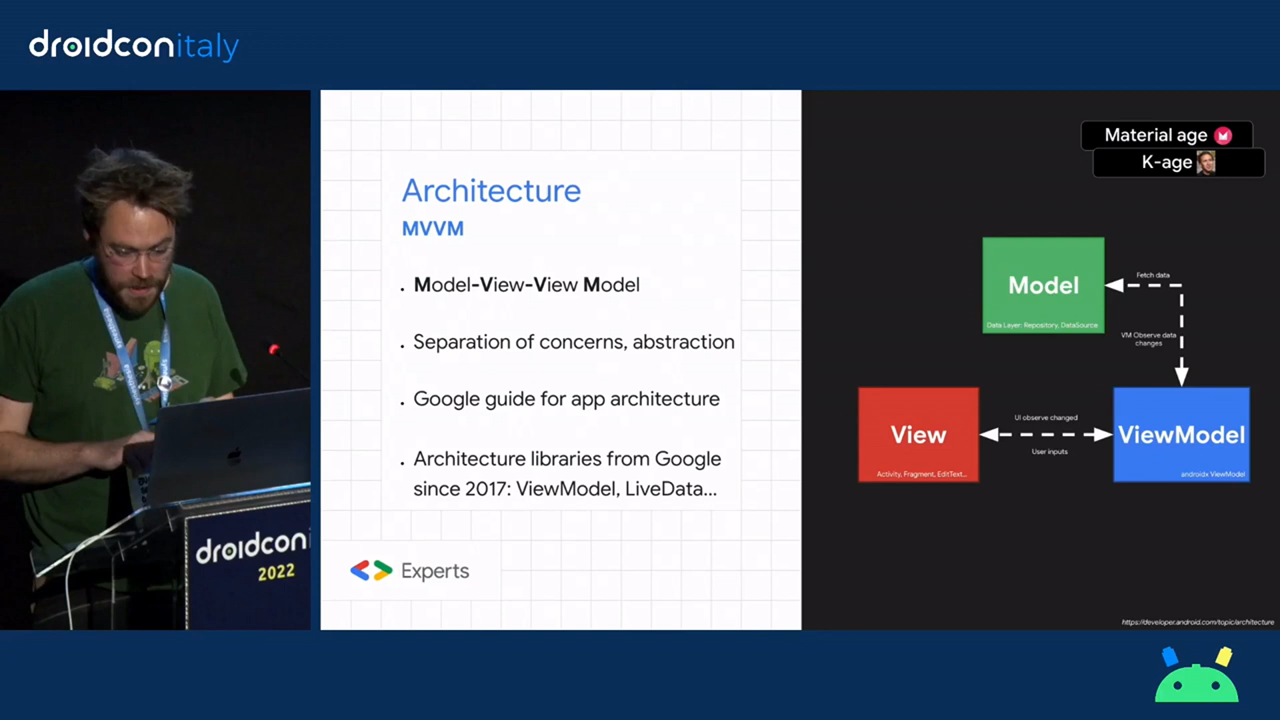 droidconitaly
Architecture
MVVM
. Model-View-View Model
. Separation of concerns, abstraction
. Google guide for app architecture
. Architecture libraries from Google
since 2017: ViewModel, LiveData...
Experts
Material age
K-age
Model
Data Layer: Repository, DataSource
Fetch data
VM Observe data
changes
View
Activity, Fragment, EditText...
UI observe changed
User inputs
ViewModel
androidx ViewModel
https://developer.android.com/topic/architecture
droidconi
2022